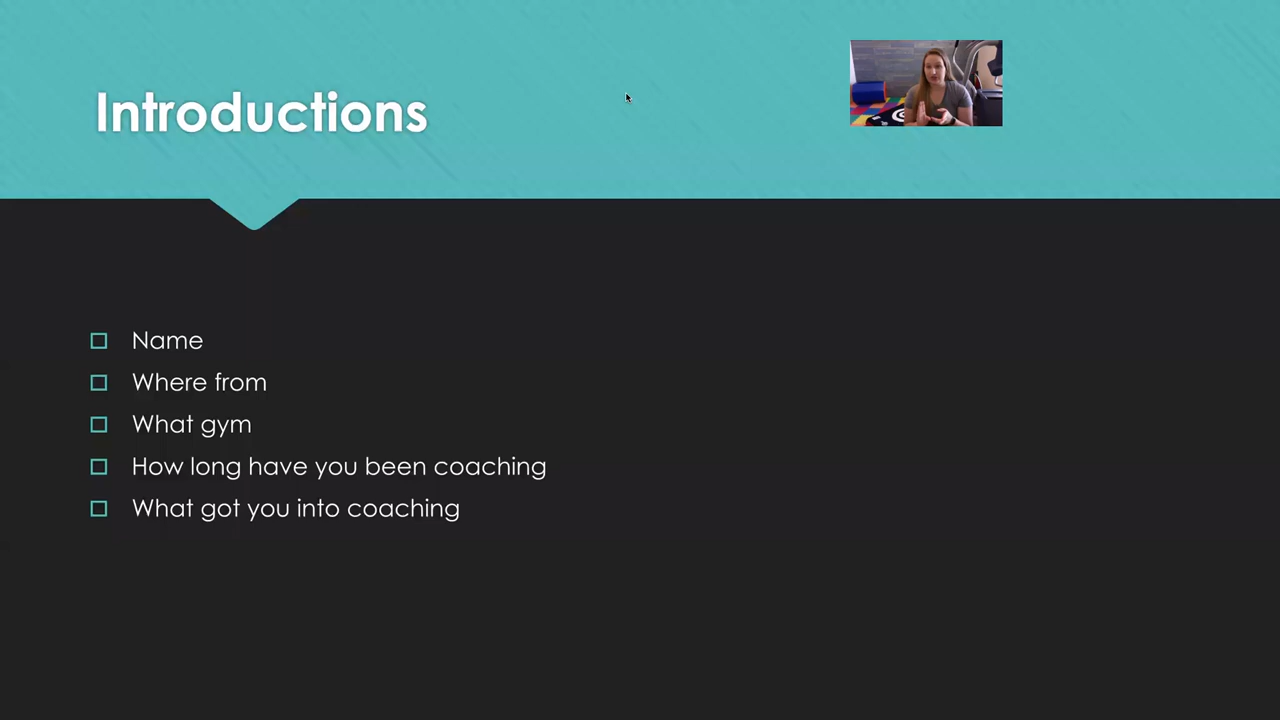 Introductions
Name
Where from
What gym
How long have you been coaching
What got you into coaching